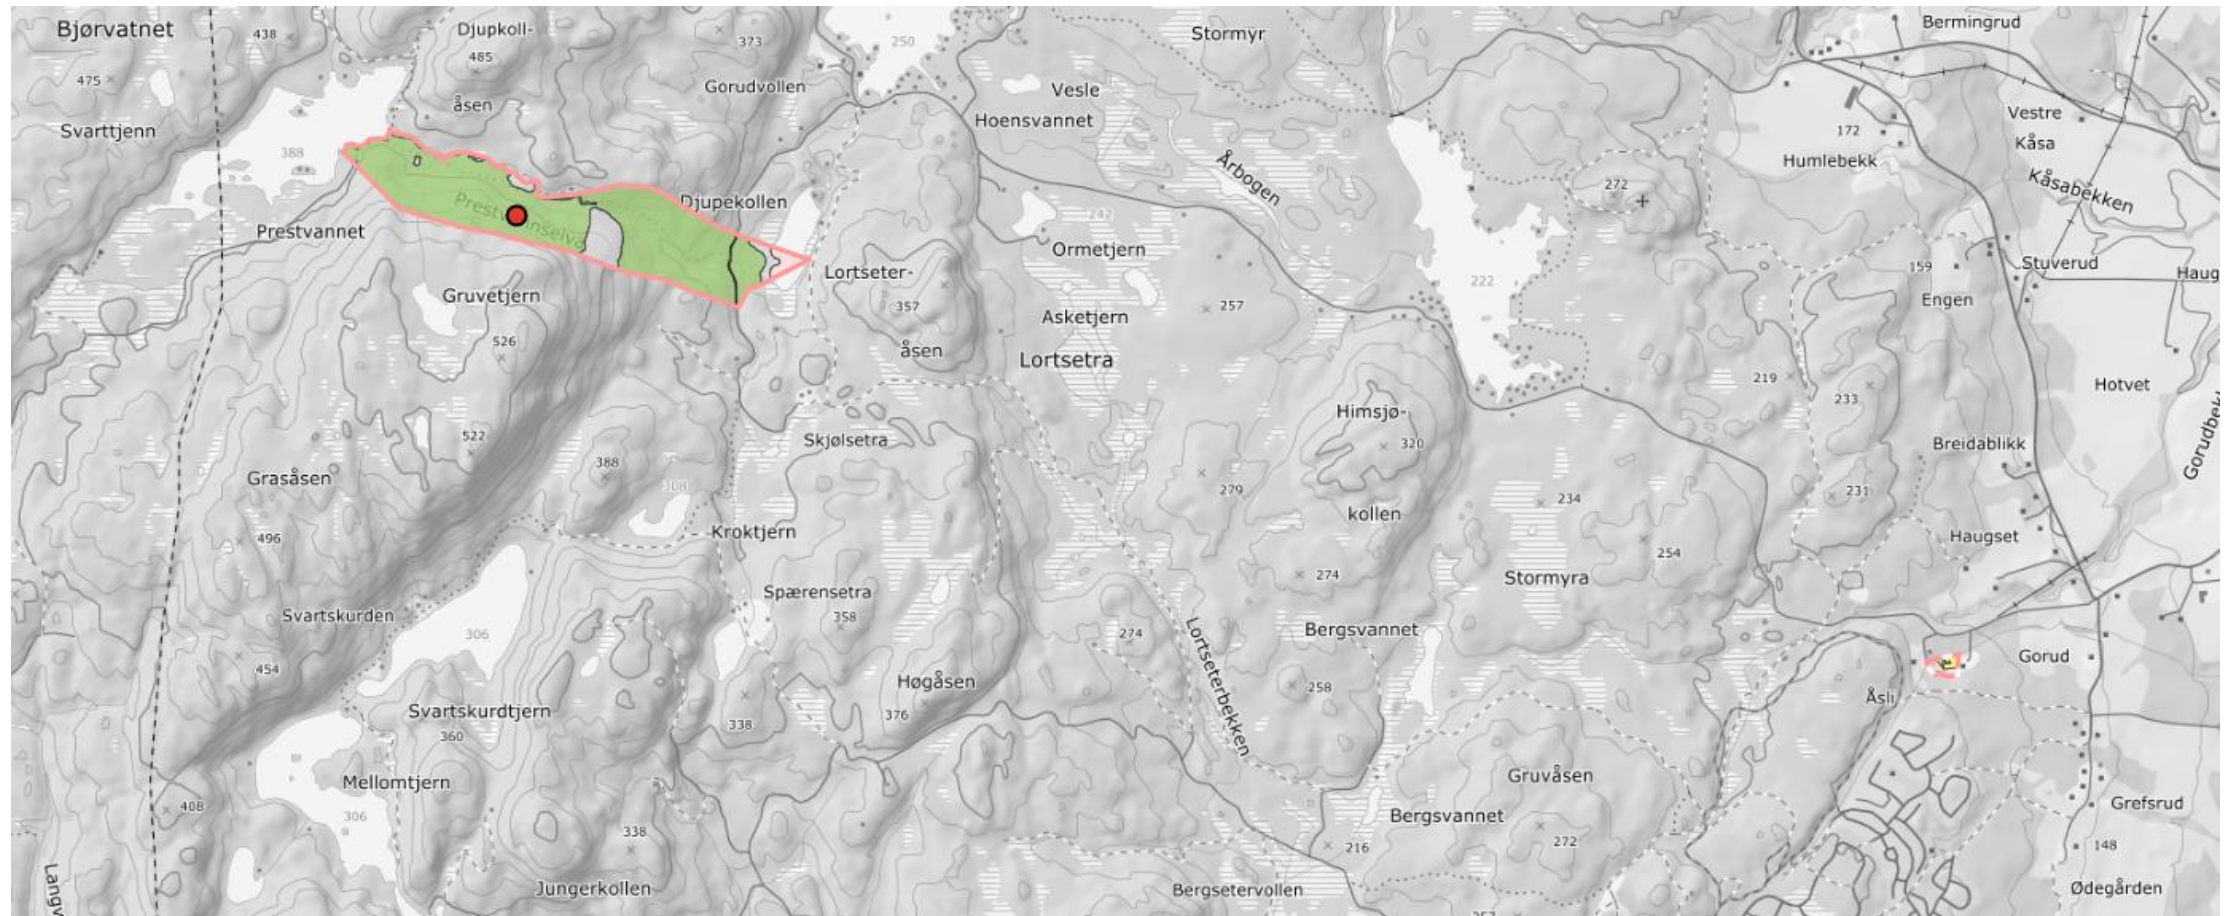 Bjørvatnet
438
Djupkoll-
485
åsen
475
Svarttjenn
373
Gorudvollen
250
Stormyr
Vesle
Hoensvannet
Årbogen
Bermingrud
Vestre
Kåsa
172
Humlebekk
Kåsabekken
388
Prestvannet
Djupekollen
242
Ormetjern
272
222
159
Engen
Stuverud
Haug
Gruvetjern
526
Lortseter-
357
åsen
Asketjern
Lortsetra
257
219
233
Hotvet
522
Grasåsen
388
308
Skjølsetra
Himsjø-
320
kollen
279
234
231
Breidablikk
496
Kroktjern
254
Haugset
Svartskurden
306
Spærensetra
358
274
274
Stormyra
Bergsvannet
454
Høgåsen
376
Lortseterbekken
258
Gorud
Åsli
Svartskurdtjern
360
338
Mellomtjern
408
306
338
Gruvåsen
Bergsvannet
272
216
Grefsrud
148
Jungerkollen
Bergsetervollen
Ødegården